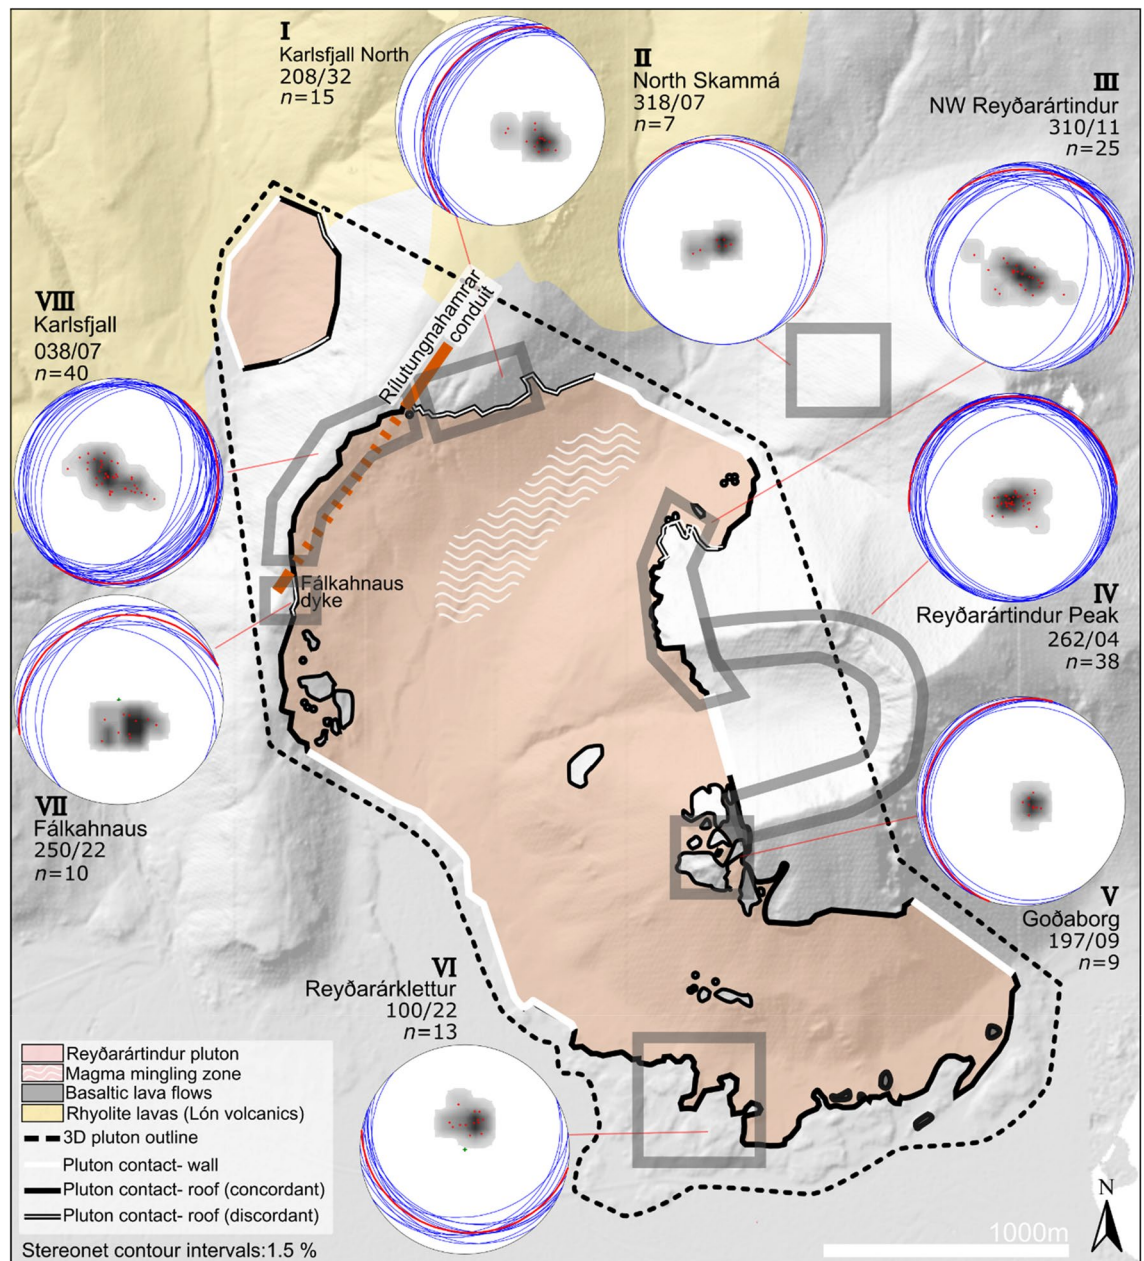 I
Karlsfjall North
208/32
n=15
II
North Skammá
318/07
n=7
III
NW Reyðarártindur
310/11
n=25
VIII
Karlsfjall
038/07
n=40
Rílutungnahamrar
conduit
Fálkahnaus
dyke
IV
Reyðarártindur Peak
262/04
n=38
VII
Fálkahnaus
250/22
n=10
V
Goðaborg
197/09
n=9
VI
Reyðarárklettur
100/22
n=13
Reyðarártindur pluton
Magma mingling zone
Basaltic lava flows
Rhyolite lavas (Lón volcanics)
3D pluton outline
Pluton contact- wall
Pluton contact- roof (concordant)
Pluton contact- roof (discordant)
Stereonet contour intervals:1.5 %
N
1000m